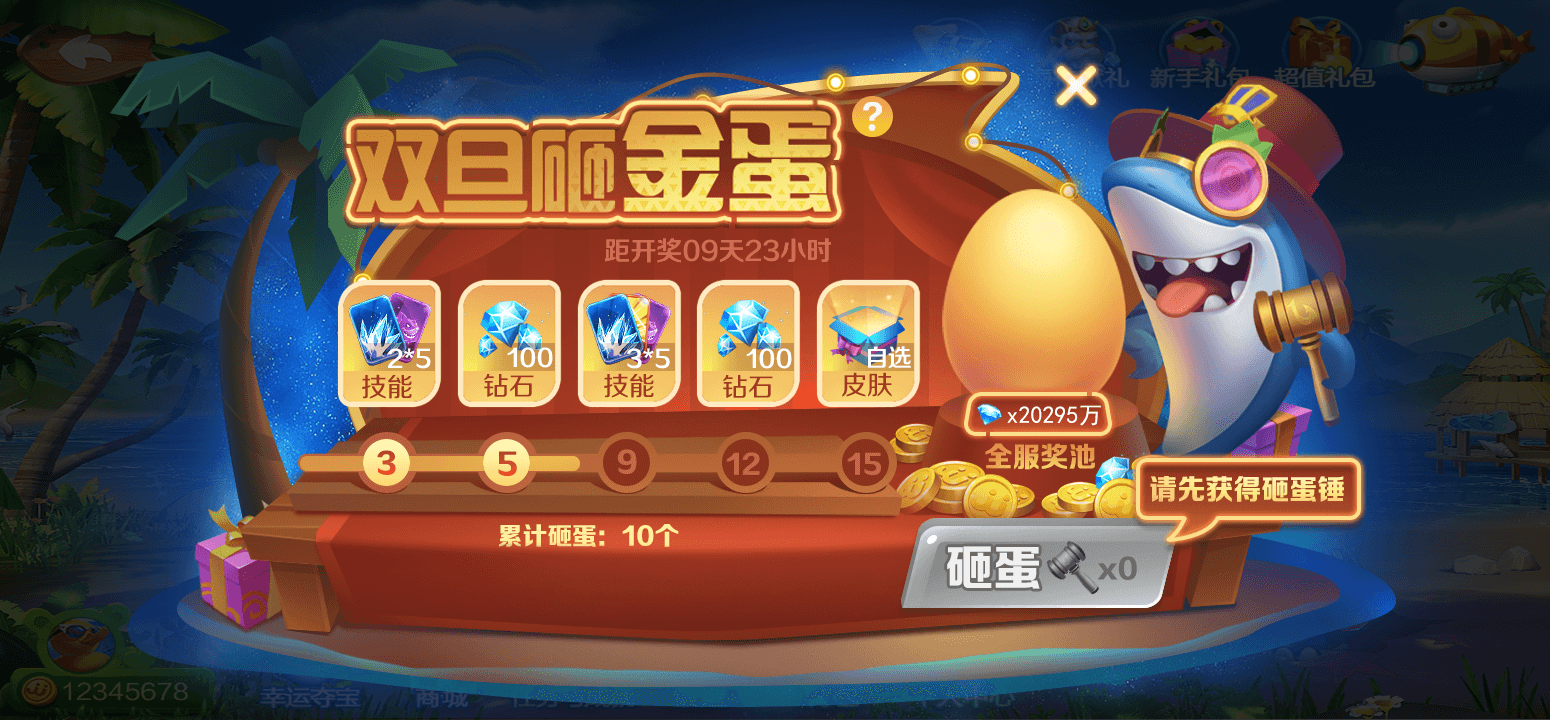 礼
新手礼包
超值礼包
双旦砸金蛋
?
距开奖09天23小时
2*5
100
3*5
100
自选
技能
钻石
技能
钻石
皮肤
x20295万
全服奖池
3
5
9
12
15
请先获得砸蛋锤
累计砸蛋：10个
砸蛋
x0
12345678
幸运夺宝
商城